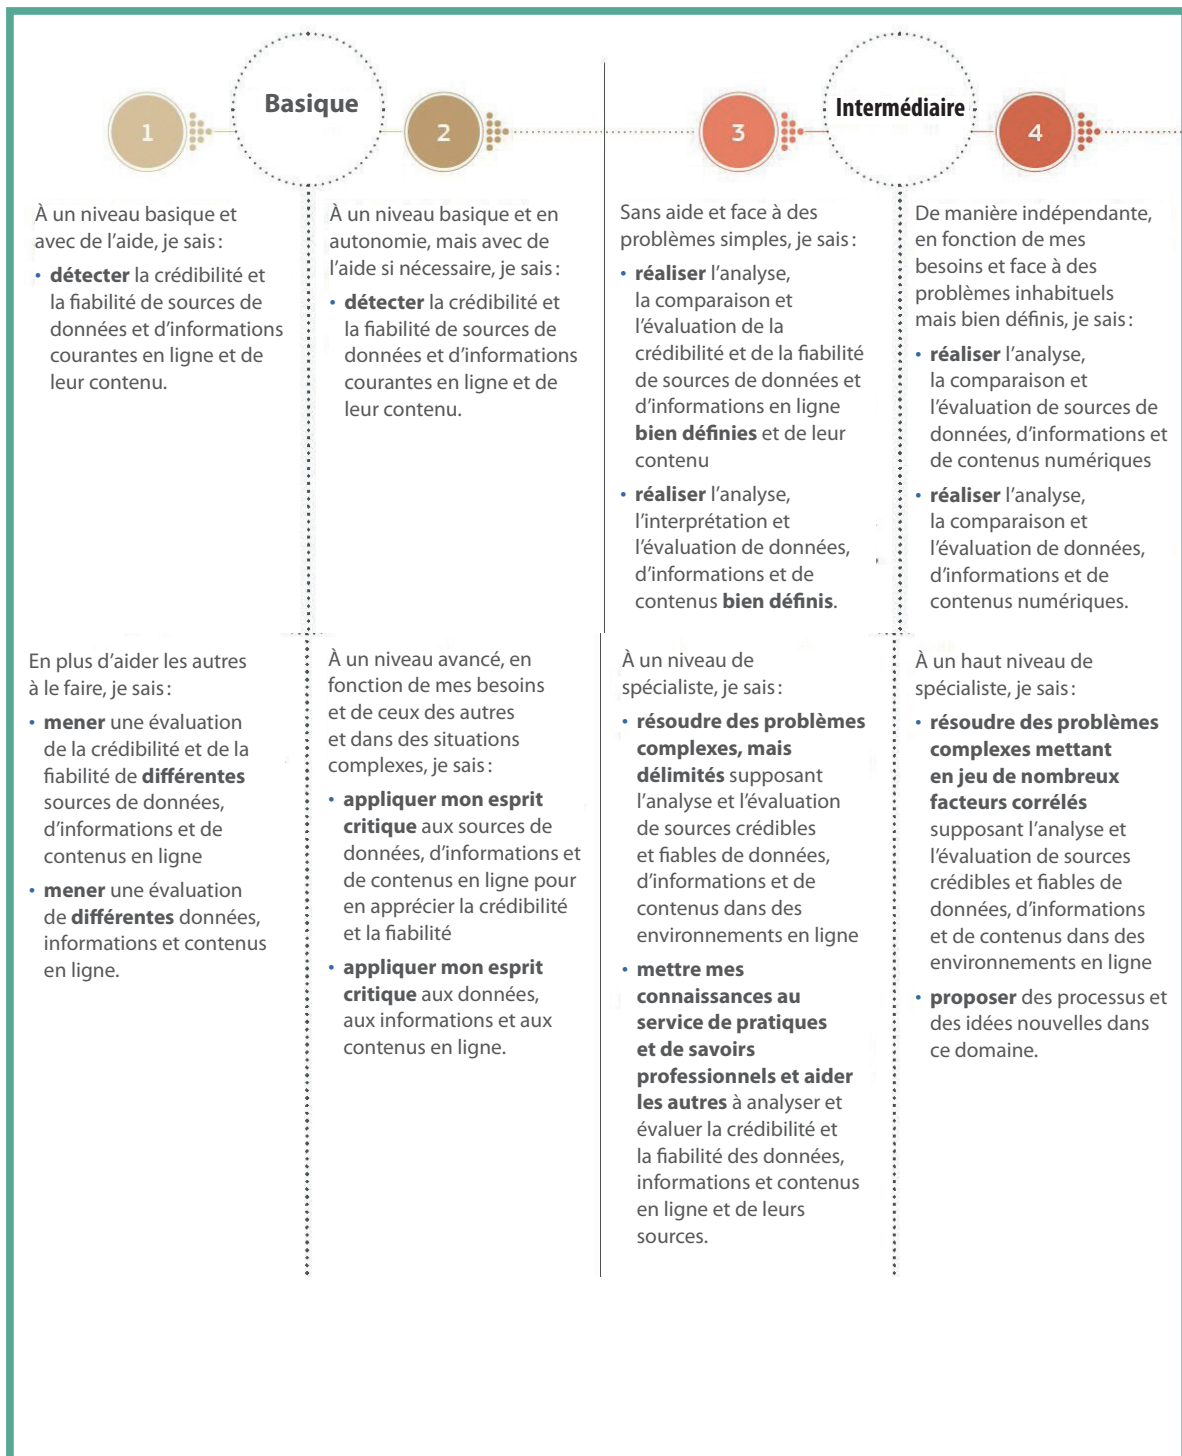 Basique
Intermédiaire
1
2
3
4
À un niveau basique et
avec de l’aide, je sais :
• détecter la crédibilité et
la fiabilité de sources de
données et d’informations
courantes en ligne et de
leur contenu.
À un niveau basique et en
autonomie, mais avec de
l’aide si nécessaire, je sais :
• détecter la crédibilité et
la fiabilité de sources de
données et d’informations
courantes en ligne et de
leur contenu.
Sans aide et face à des
problèmes simples, je sais :
• réaliser l’analyse,
la comparaison et
l’évaluation de la
crédibilité et de la fiabilité
de sources de données et
d’informations en ligne
bien définies et de leur
contenu
• réaliser l’analyse,
l’interprétation et
l’évaluation de données,
d’informations et de
contenus bien définis.
De manière indépendante,
en fonction de mes
besoins et face à des
problèmes inhabituels
mais bien définis, je sais :
• réaliser l’analyse,
la comparaison et
l’évaluation de sources de
données, d’informations et
de contenus numériques
• réaliser l’analyse,
la comparaison et
l’évaluation de données,
d’informations et de
contenus numériques.
En plus d’aider les autres
à le faire, je sais :
• mener une évaluation
de la crédibilité et de la
fiabilité de différentes
sources de données,
d’informations et de
contenus en ligne
• mener une évaluation
de différentes données,
informations et contenus
en ligne.
À un niveau avancé, en
fonction de mes besoins
et de ceux des autres
et dans des situations
complexes, je sais :
• appliquer mon esprit
critique aux sources de
données, d’informations et
de contenus en ligne pour
en apprécier la crédibilité
et la fiabilité
• appliquer mon esprit
critique aux données,
aux informations et aux
contenus en ligne.
À un niveau de
spécialiste, je sais :
• résoudre des problèmes
complexes, mais
délimités supposant
l’analyse et l’évaluation
de sources crédibles
et fiables de données,
d’informations et de
contenus dans des
environnements en ligne
• mettre mes
connaissances au
service de pratiques
et de savoirs
professionnels et aider
les autres à analyser et
évaluer la crédibilité et
la fiabilité des données,
informations et contenus
en ligne et de leurs
sources.
À un haut niveau de
spécialiste, je sais :
• résoudre des problèmes
complexes mettant
en jeu de nombreux
facteurs corrélés
supposant l’analyse et
l’évaluation de sources
crédibles et fiables de
données, d’informations
et de contenus dans des
environnements en ligne
• proposer des processus et
des idées nouvelles dans
ce domaine.